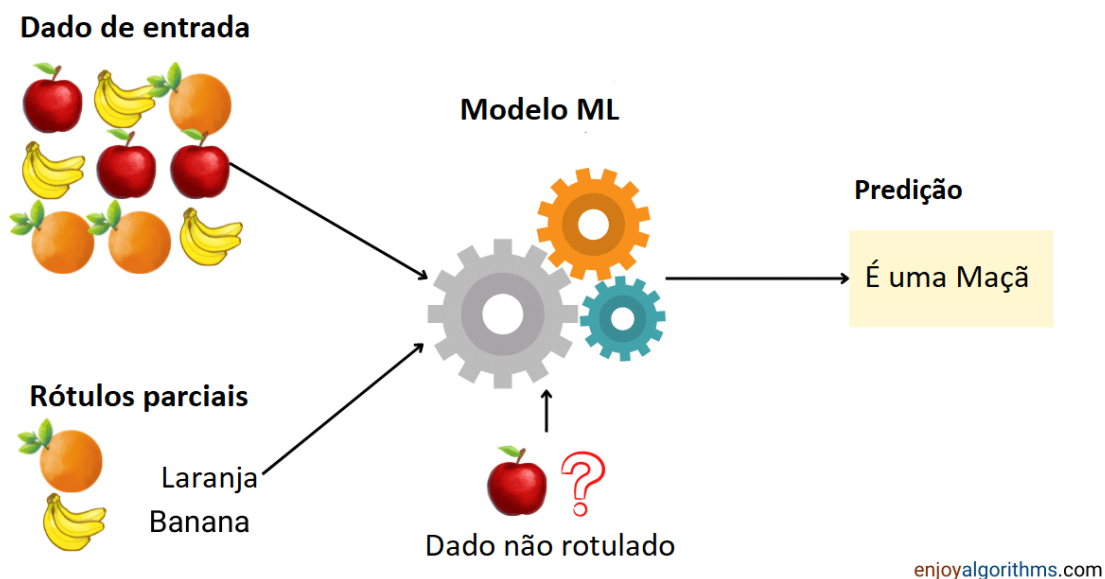 Dado de entrada
Modelo ML
Predição
É uma Maçã
Rótulos parciais
Laranja
Banana
?
Dado não rotulado
enjoyalgorithms.com